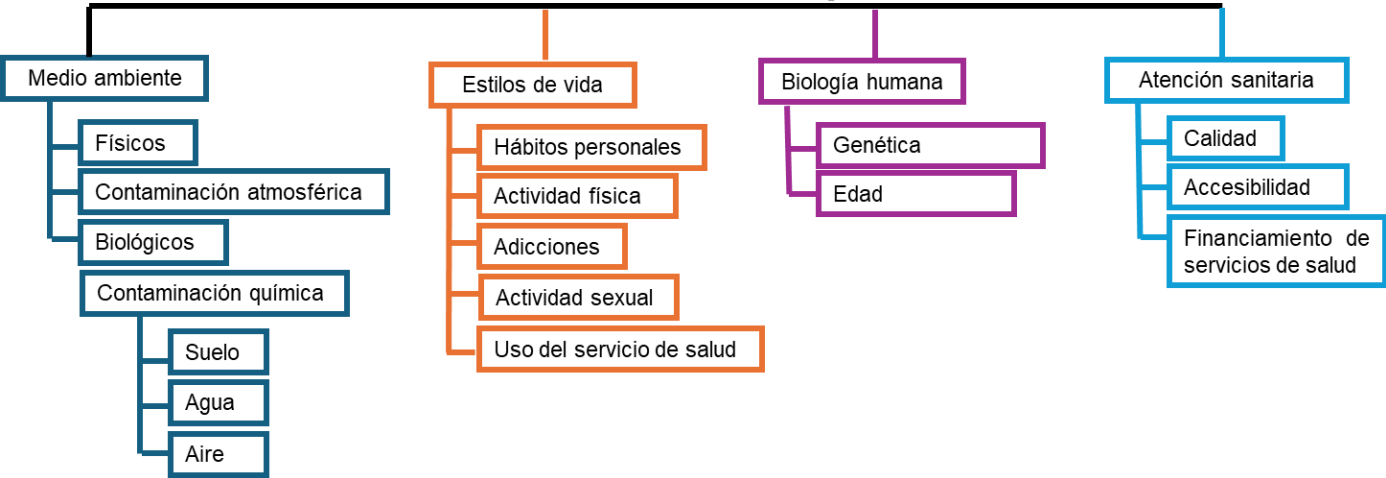 Medio ambiente
Físicos
Contaminación atmosférica
Biológicos
Contaminación química
Suelo
Agua
Aire
Estilos de vida
Hábitos personales
Actividad física
Adicciones
Actividad sexual
Uso del servicio de salud
Biología humana
Genética
Edad
Atención sanitaria
Calidad
Accesibilidad
Financiamiento de
servicios de salud